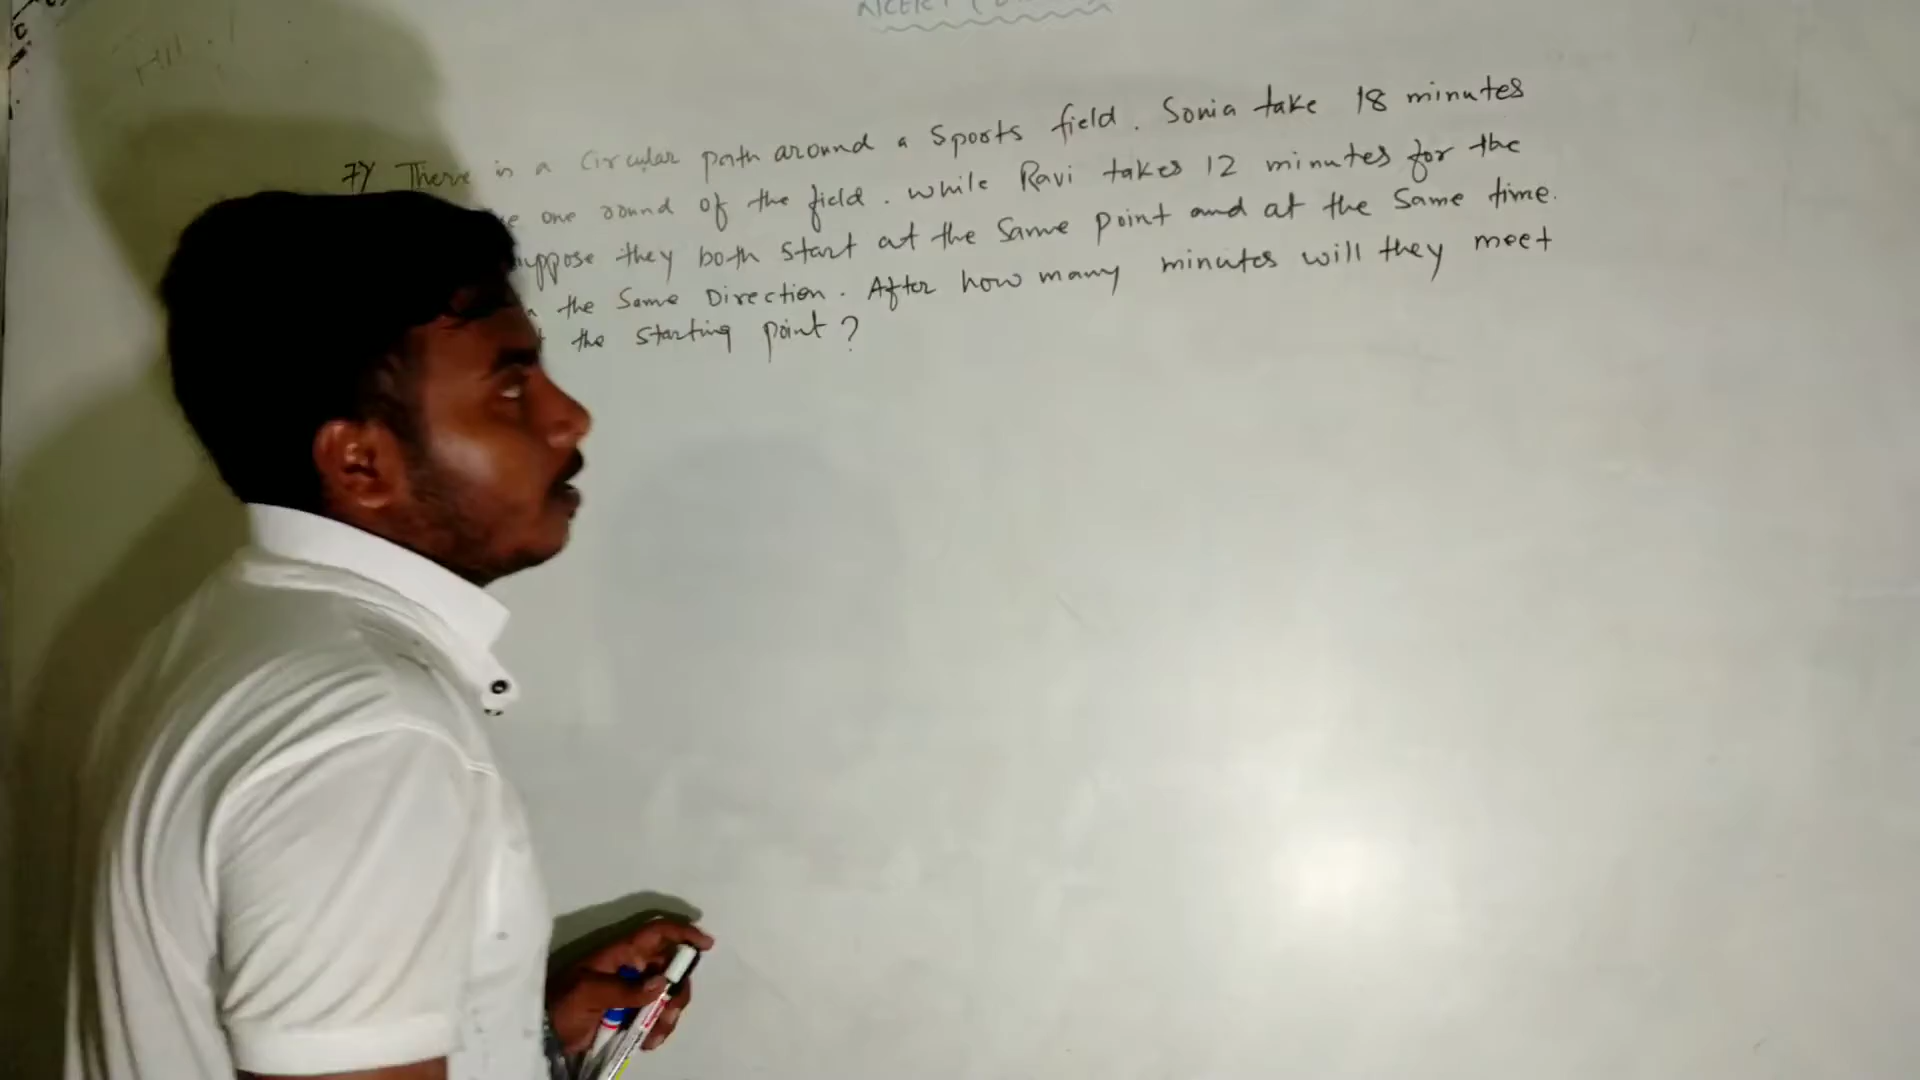 NCERT
7) There is a Circular path around a Sports field. Sonia take 18 minutes
one round of the field. while Ravi takes 12 minutes for the
suppose they both start at the Same point and at the Same time.
the Same Direction. After how many minutes will they meet
the starting point?